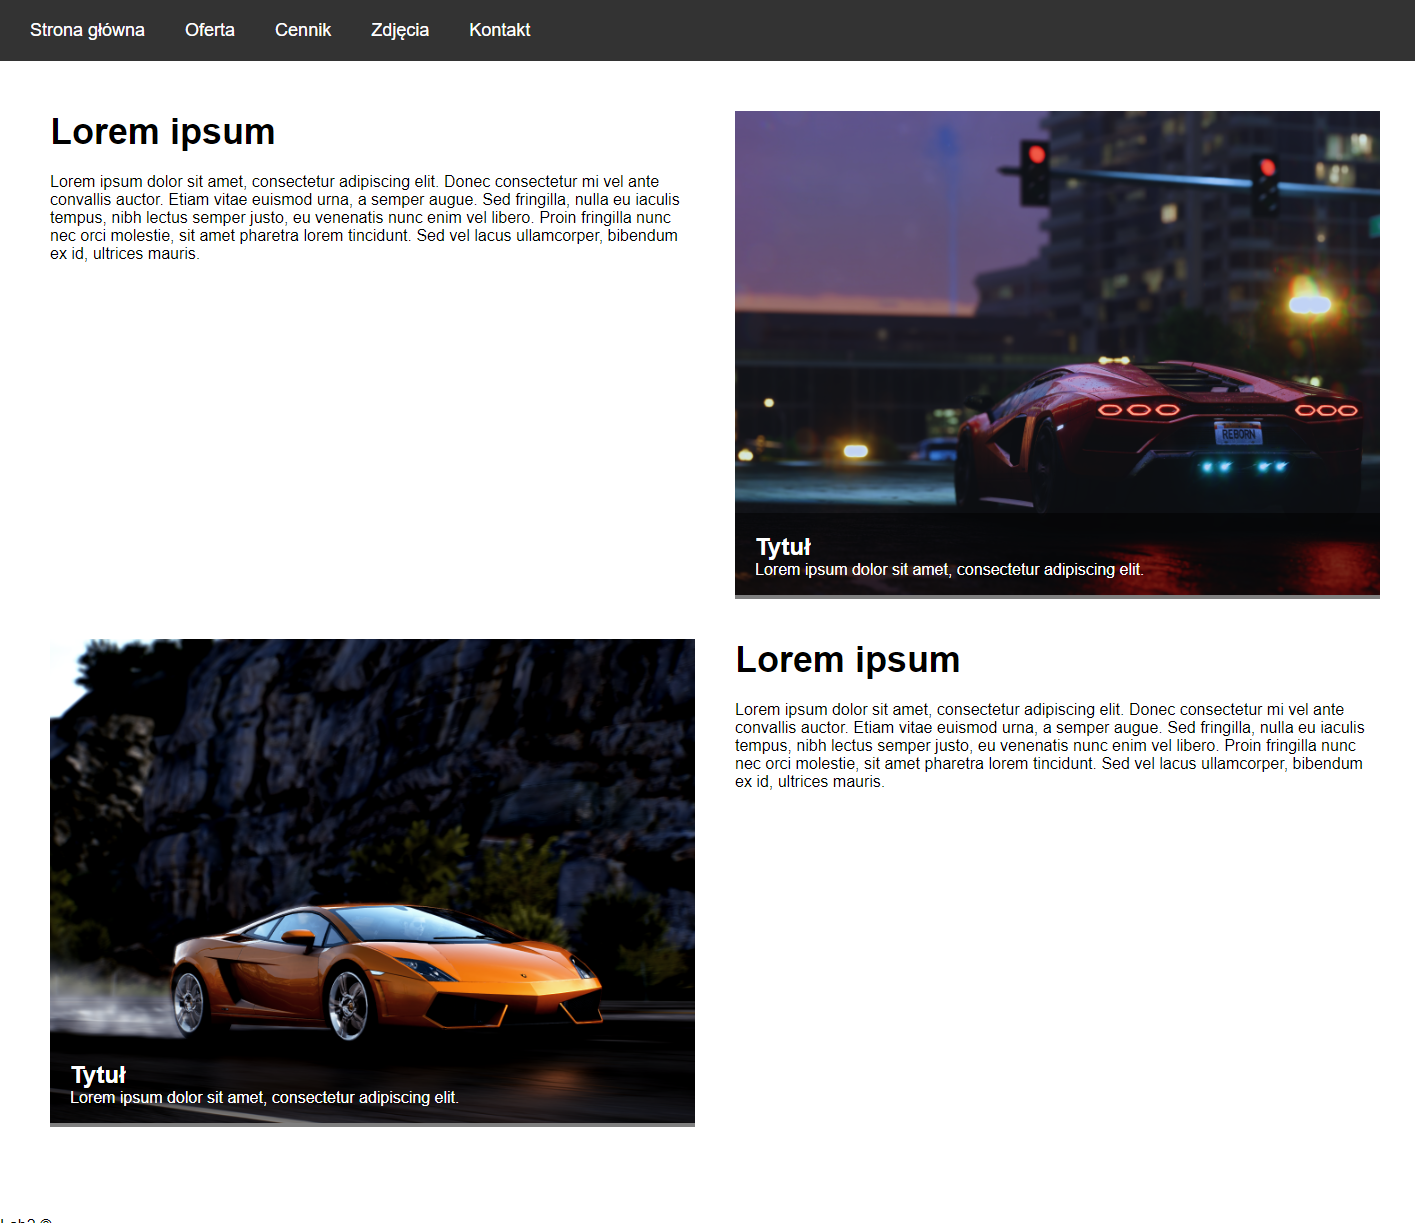 Strona główna Oferta Cennik Zdjęcia Kontakt
Lorem ipsum
Lorem ipsum dolor sit amet, consectetur adipiscing elit. Donec consectetur mi vel ante
convallis auctor. Etiam vitae euismod urna, a semper augue. Sed fringilla, nulla eu iaculis
tempus, nibh lectus semper justo, eu venenatis nunc enim vel libero. Proin fringilla nunc
nec orci molestie, sit amet pharetra lorem tincidunt. Sed vel lacus ullamcorper, bibendum
ex id, ultrices mauris.
REBORN
Tytuł
Lorem ipsum dolor sit amet, consectetur adipiscing elit.
Tytuł
Lorem ipsum dolor sit amet, consectetur adipiscing elit.
Lorem ipsum
Lorem ipsum dolor sit amet, consectetur adipiscing elit. Donec consectetur mi vel ante
convallis auctor. Etiam vitae euismod urna, a semper augue. Sed fringilla, nulla eu iaculis
tempus, nibh lectus semper justo, eu venenatis nunc enim vel libero. Proin fringilla nunc
nec orci molestie, sit amet pharetra lorem tincidunt. Sed vel lacus ullamcorper, bibendum
ex id, ultrices mauris.